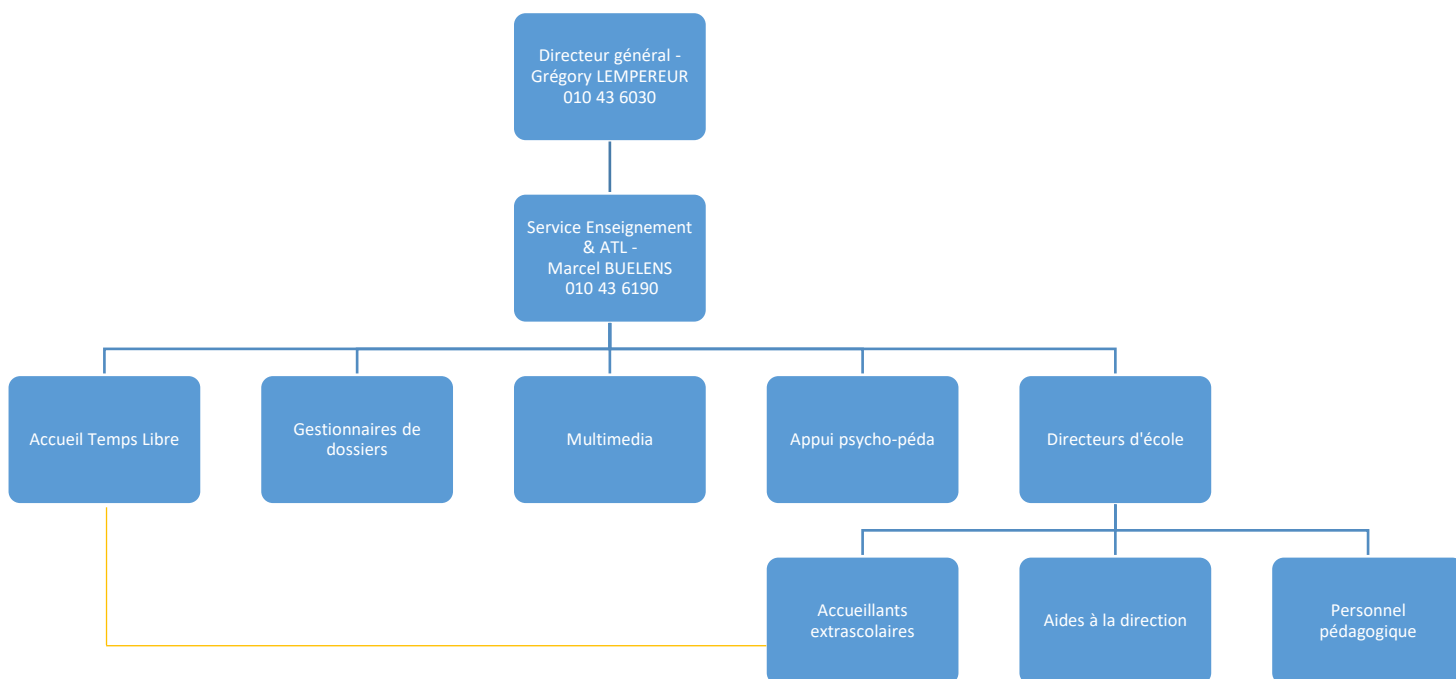 Directeur général -
Grégory LEMPEREUR
010 43 6030
Service Enseignement
& ATL -
Marcel BUELENS
010 43 6190
Accueil Temps Libre
Gestionnaires de
dossiers
Multimedia
Appui psycho-péda
Directeurs d'école
Accueillants
extrascolaires
Aides à la direction
Personnel
pédagogique